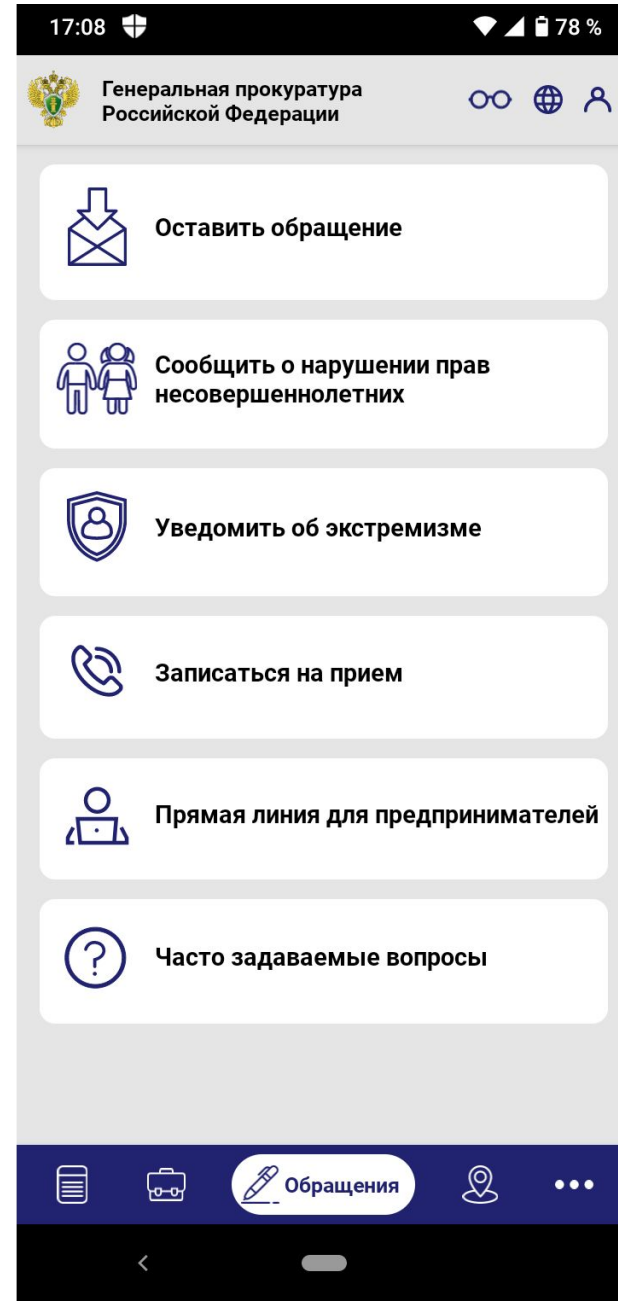 17:08 78 %
Генеральная прокуратура
Российской Федерации
Оставить обращение
Сообщить о нарушении прав
несовершеннолетних
Уведомить об экстремизме
Записаться на прием
Прямая линия для предпринимателей
Часто задаваемые вопросы
Обращения